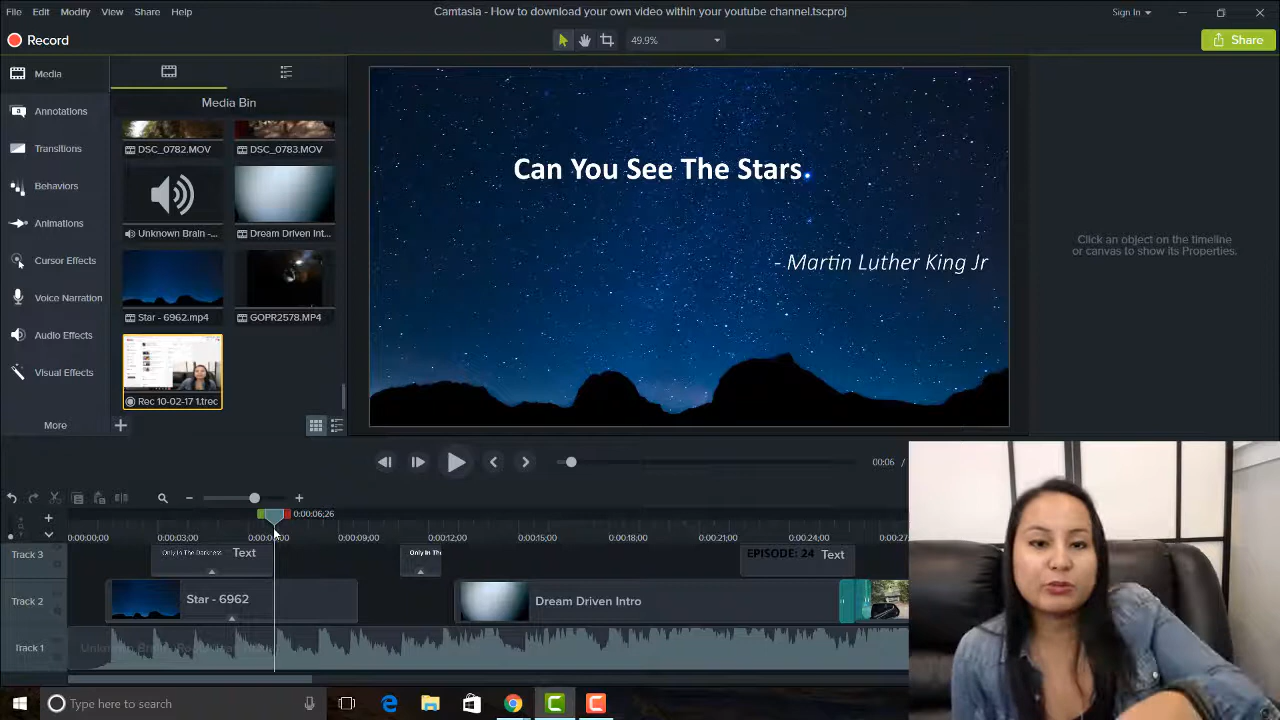 File Edit Modify View Share Help
Camtasia - How to download your own video within your youtube channel.tscproj
Sign In
Record
49.9%
Share
Media
Annotations
Transitions
Behaviors
Animations
Cursor Effects
Voice Narration
Audio Effects
Visual Effects
More
Media Bin
DSC_0782.MOV
DSC_0783.MOV
Unknown Brain -...
Dream Driven Int...
Star - 6962.mp4
GOPR2578.MP4
Rec 10-02-17 1.trec
Can You See The Stars.
- Martin Luther King Jr
Click an object on the timeline
or canvas to show its Properties.
00:06 /
0:00:06;26
0:00:00;00 0:00:03;00 0:00:12;00 0:00:15;00 0:00:18;00 0:00:21;00 0:00:24;00
Track 3
Only In The Darkness Text
Only In Th
EPISODE: 24 Text
Track 2
Star - 6962
Dream Driven Intro
Track 1
Type here to search